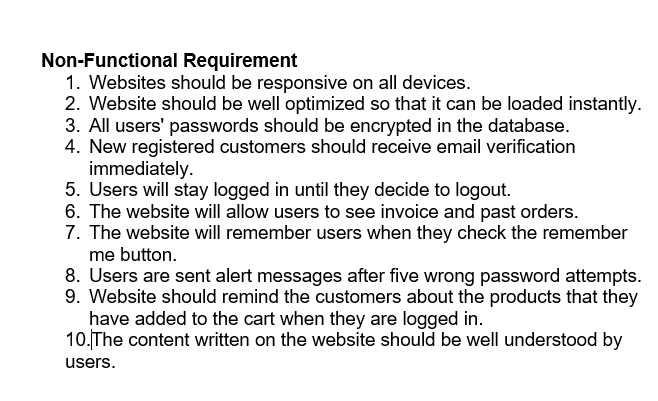 Non-Functional Requirement
1. Websites should be responsive on all devices.
2. Website should be well optimized so that it can be loaded instantly.
3. All users' passwords should be encrypted in the database.
4. New registered customers should receive email verification
immediately.
5. Users will stay logged in until they decide to logout.
6. The website will allow users to see invoice and past orders.
7. The website will remember users when they check the remember
me button.
8. Users are sent alert messages after five wrong password attempts.
9. Website should remind the customers about the products that they
have added to the cart when they are logged in.
10.The content written on the website should be well understood by
users.